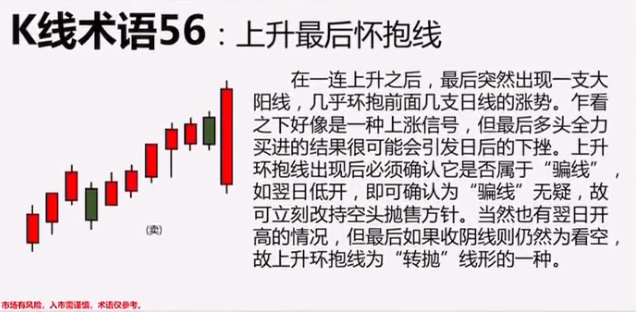 K线术语56：上升最后怀抱线
在一连上升之后，最后突然出现一支大
阳线，几乎环抱前面几支日线的涨势。乍看
之下好像是一种上涨信号，但最后多头全力
买进的结果很可能会引发日后的下挫。上升
环抱线出现后必须确认它是否属于“骗线”，
如翌日低开，即可确认为“骗线”无疑，故
可立刻改持空头抛售方针。当然也有翌日开
高的情况，但最后如果收阴线则仍然为看空，
故上升环抱线为“转抛”线形的一种。
(卖)
市场有风险，入市需谨慎，术语仅参考。